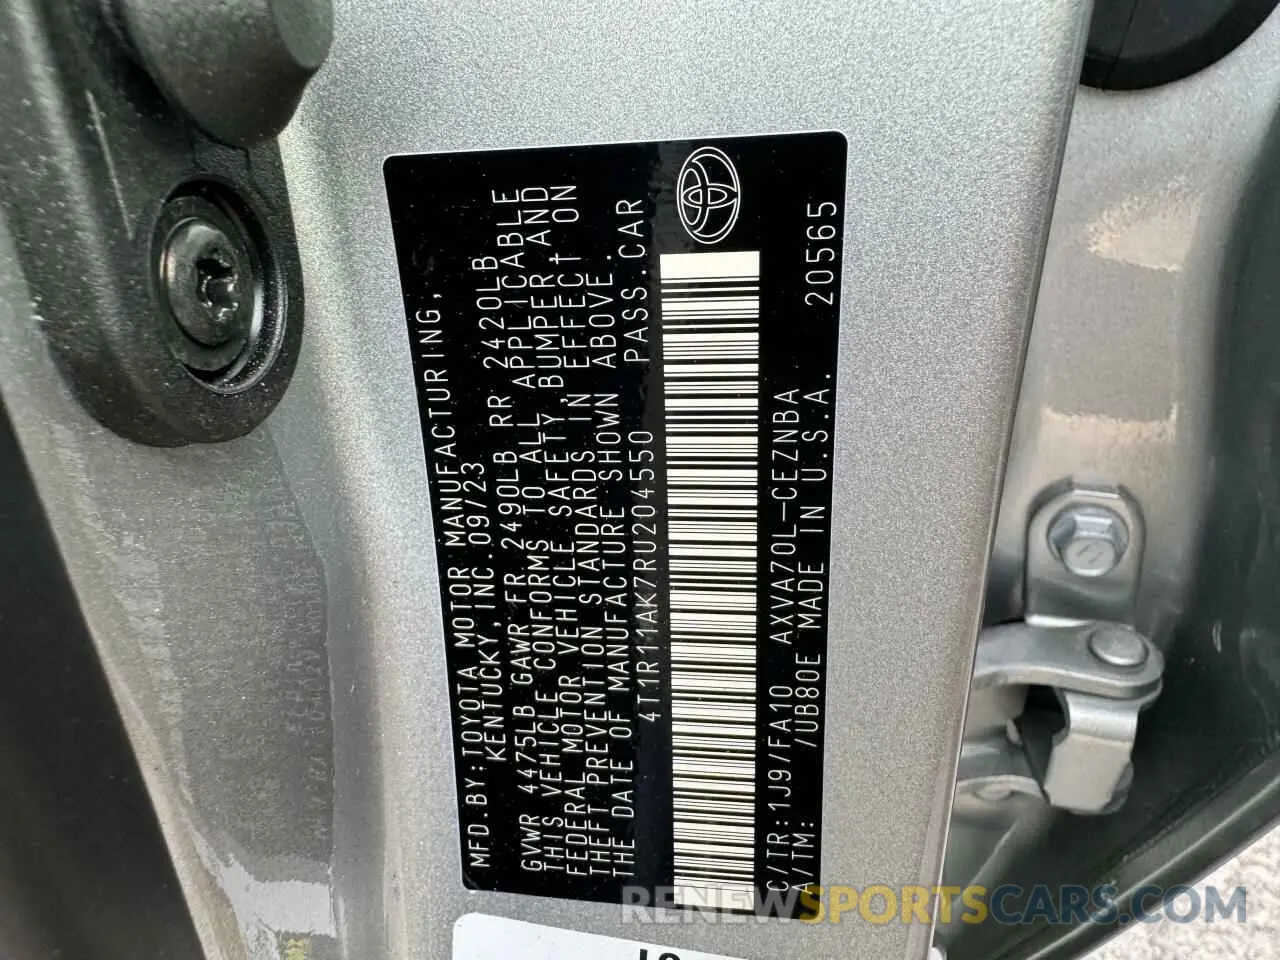 MFD.BY:TOYOTA MOTOR MANUFACTURING,
KENTUCKY,INC.09/23
GVWR 4475LB GAWR FR 2490LB RR 2420LB
THIS VEHICLE CONFORMS TO ALL APPLICABLE
FEDERAL MOTOR VEHICLE SAFETY,BUMPER,AND
THEFT PREVENTION STANDARDS IN EFFECT ON
THE DATE OF MANUFACTURE SHOWN ABOVE.
4T1R11AK7RU204550 PASS.CAR
C/TR:1J9/FA10 AXVA70L-CEZNBA
A/TM: /UB80E MADE IN U.S.A. 20565
RENEWSPORTSCARS.COM